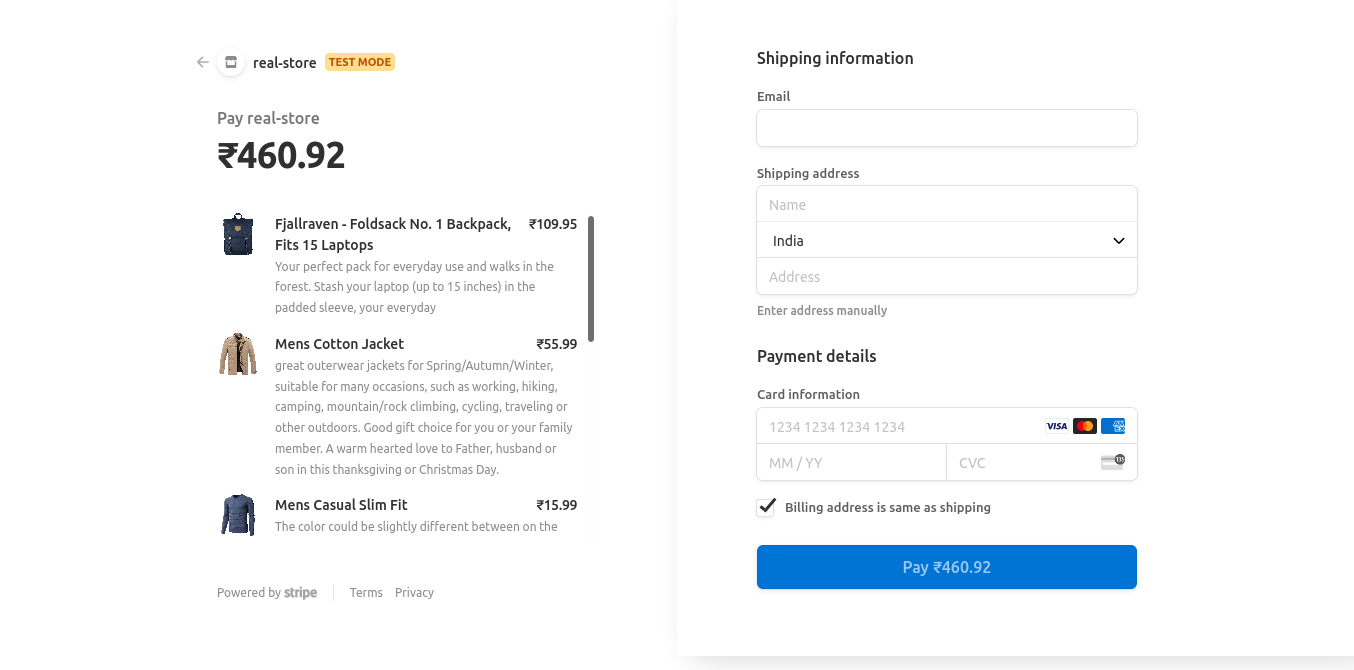 real-store TEST MODE
Pay real-store
₹460.92
Fjallraven - Foldsack No. 1 Backpack, ₹109.95
Fits 15 Laptops
Your perfect pack for everyday use and walks in the
forest. Stash your laptop (up to 15 inches) in the
padded sleeve, your everyday
Mens Cotton Jacket ₹55.99
great outerwear jackets for Spring/Autumn/Winter,
suitable for many occasions, such as working, hiking,
camping, mountain/rock climbing, cycling, traveling or
other outdoors. Good gift choice for you or your family
member. A warm hearted love to Father, husband or
son in this thanksgiving or Christmas Day.
Mens Casual Slim Fit ₹15.99
The color could be slightly different between on the
Powered by stripe Terms Privacy
Shipping information
Email
Shipping address
Name
India
Address
Enter address manually
Payment details
Card information
1234 1234 1234 1234 VISA AM EX
MM / YY CVC 135
Billing address is same as shipping
Pay ₹460.92